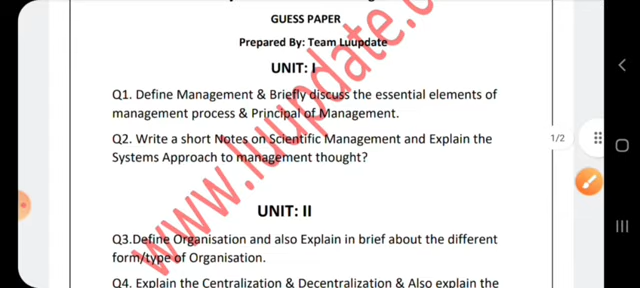 GUESS PAPER
Prepared By: Team Luupdate
UNIT: I
Q1. Define Management & Briefly discuss the essential elements of
management process & Principal of Management.
Q2. Write a short Notes on Scientific Management and Explain the
Systems Approach to management thought?
1/2
UNIT: II
Q3.Define Organisation and also Explain in brief about the different
form/type of Organisation.
Q4. Explain the Centralization & Decentralization & Also explain the
www.luupdate.c